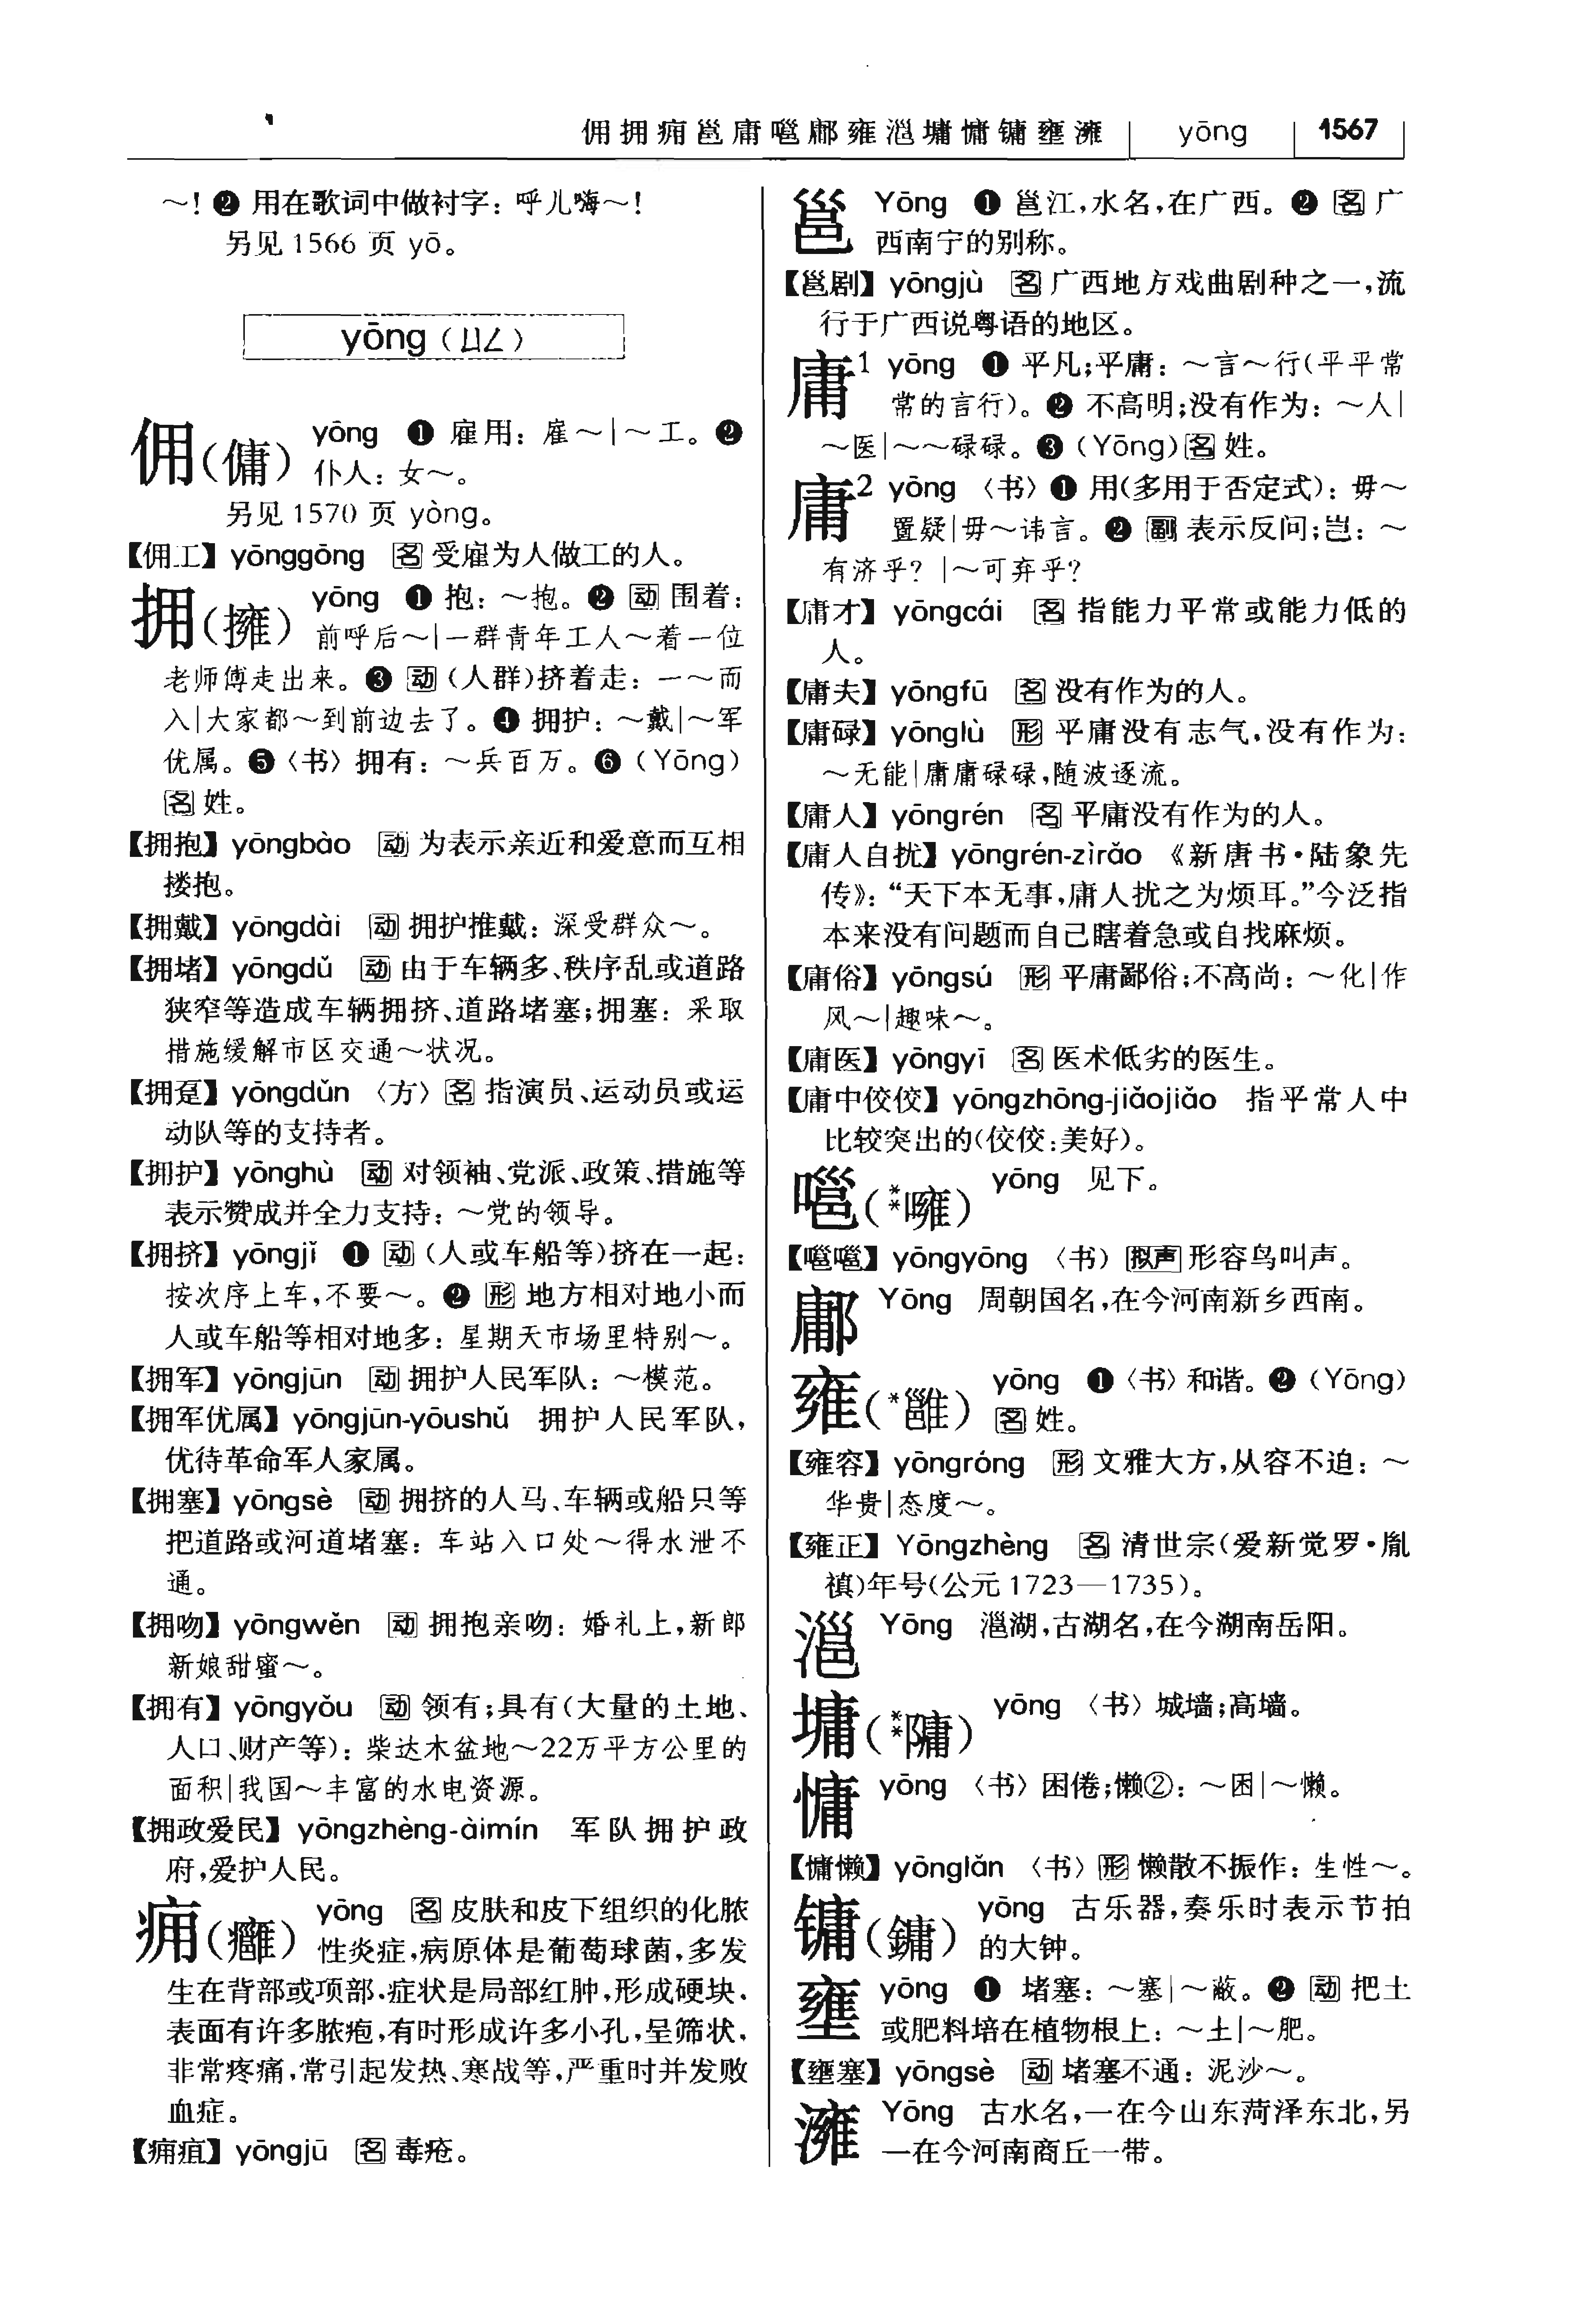 佣拥痈邕庸噰鄘雍滃墉慵镛壅澭 yōng 1567
～！❷ 用在歌词中做衬字：呼儿嗨～！
另见 1566 页 yō。
yōng（ㄩㄥ）
佣（傭） yōng ❶ 雇用：雇～|～工。❷
仆人：女～。
另见 1570 页 yòng。
【佣工】yōnggōng 名 受雇为人做工的人。
拥（擁） yōng ❶ 抱：～抱。❷ 动 围着：
前呼后～|一群青年工人～着一位
老师傅走出来。❸ 动（人群）挤着走：一～而
入|大家都～到前边去了。❹ 拥护：～戴|～军
优属。❺〈书〉拥有：～兵百万。❻（Yōng）
名 姓。
【拥抱】yōngbào 动 为表示亲近和爱意而互相
搂抱。
【拥戴】yōngdài 动 拥护推戴：深受群众～。
【拥堵】yōngdǔ 动 由于车辆多、秩序乱或道路
狭窄等造成车辆拥挤、道路堵塞；拥塞：采取
措施缓解市区交通～状况。
【拥趸】yōngdǔn〈方〉名 指演员、运动员或运
动队等的支持者。
【拥护】yōnghù 动 对领袖、党派、政策、措施等
表示赞成并全力支持：～党的领导。
【拥挤】yōngjǐ ❶ 动（人或车船等）挤在一起：
按次序上车，不要～。❷ 形 地方相对地小而
人或车船等相对地多：星期天市场里特别～。
【拥军】yōngjūn 动 拥护人民军队：～模范。
【拥军优属】yōngjūn-yōushǔ 拥护人民军队，
优待革命军人家属。
【拥塞】yōngsè 动 拥挤的人马、车辆或船只等
把道路或河道堵塞：车站入口处～得水泄不
通。
【拥吻】yōngwěn 动 拥抱亲吻：婚礼上，新郎
新娘甜蜜～。
【拥有】yōngyǒu 动 领有；具有（大量的土地、
人口、财产等）：柴达木盆地～22万平方公里的
面积|我国～丰富的水电资源。
【拥政爱民】yōngzhèng-àimín 军队拥护政
府，爱护人民。
痈（癰） yōng 名 皮肤和皮下组织的化脓
性炎症，病原体是葡萄球菌，多发
生在背部或项部，症状是局部红肿，形成硬块，
表面有许多脓疱，有时形成许多小孔，呈筛状，
非常疼痛，常引起发热、寒战等，严重时并发败
血症。
【痈疽】yōngjū 名 毒疮。
邕 Yōng ❶ 邕江，水名，在广西。❷ 名 广
西南宁的别称。
【邕剧】yōngjù 名 广西地方戏曲剧种之一，流
行于广西说粤语的地区。
庸1 yōng ❶ 平凡；平庸：～言～行（平平常
常的言行）。❷ 不高明；没有作为：～人|
～医|～～碌碌。❸（Yōng）名 姓。
庸2 yōng〈书〉❶ 用（多用于否定式）：毋～
置疑|毋～讳言。❷ 副 表示反问；岂：～
有济乎？|～可弃乎？
【庸才】yōngcái 名 指能力平常或能力低的
人。
【庸夫】yōngfū 名 没有作为的人。
【庸碌】yōnglù 形 平庸没有志气，没有作为：
～无能|庸庸碌碌，随波逐流。
【庸人】yōngrén 名 平庸没有作为的人。
【庸人自扰】yōngrén-zìrǎo 《新唐书·陆象先
传》：“天下本无事，庸人扰之为烦耳。”今泛指
本来没有问题而自己瞎着急或自找麻烦。
【庸俗】yōngsú 形 平庸鄙俗；不高尚：～化|作
风～|趣味～。
【庸医】yōngyī 名 医术低劣的医生。
【庸中佼佼】yōngzhōng-jiǎojiǎo 指平常人中
比较突出的（佼佼：美好）。
嗈（**噰） yōng 见下。
【嗈嗈】yōngyōng〈书〉拟声 形容鸟叫声。
鄘 Yōng 周朝国名，在今河南新乡西南。
雍（*雝） yōng ❶〈书〉和谐。❷（Yōng）
名 姓。
【雍容】yōngróng 形 文雅大方，从容不迫：～
华贵|态度～。
【雍正】Yōngzhèng 名 清世宗（爱新觉罗·胤
禛）年号（公元 1723—1735）。
滃 Yōng 滃湖，古湖名，在今湖南岳阳。
墉（**㙲） yōng〈书〉城墙；高墙。
慵 yōng〈书〉困倦；懒②：～困|～懒。
【慵懒】yōnglǎn〈书〉形 懒散不振作：生性～。
镛（鏞） yōng 古乐器，奏乐时表示节拍
的大钟。
壅 yōng ❶ 堵塞：～塞|～蔽。❷ 动 把土
或肥料培在植物根上：～土|～肥。
【壅塞】yōngsè 动 堵塞不通：泥沙～。
澭 Yōng 古水名，一在今山东菏泽东北，另
一在今河南商丘一带。